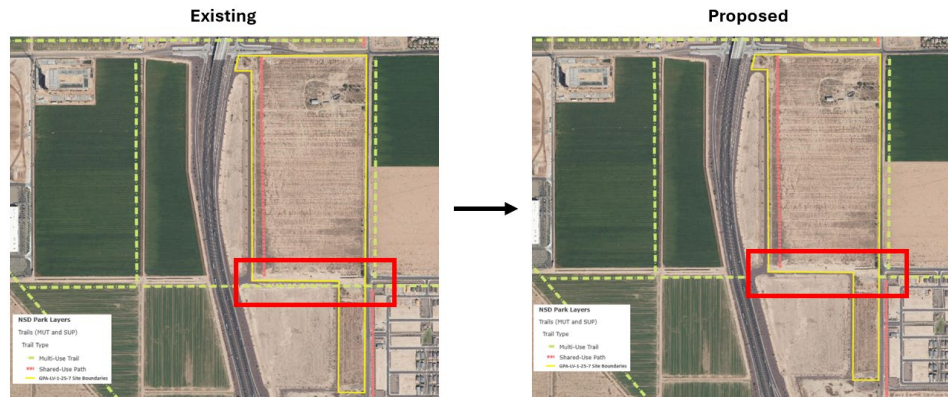 Existing
Proposed
NSD Park Layers
Trails (MUT and SUP)
Trail Type
Multi-Use Trail
Shared-Use Path
GPA-LV-1-25-7 Site Boundaries
NSD Park Layers
Trails (MUT and SUP)
Trail Type
Multi-Use Trail
Shared-Use Path
GPA-LV-1-25-7 Site Boundaries